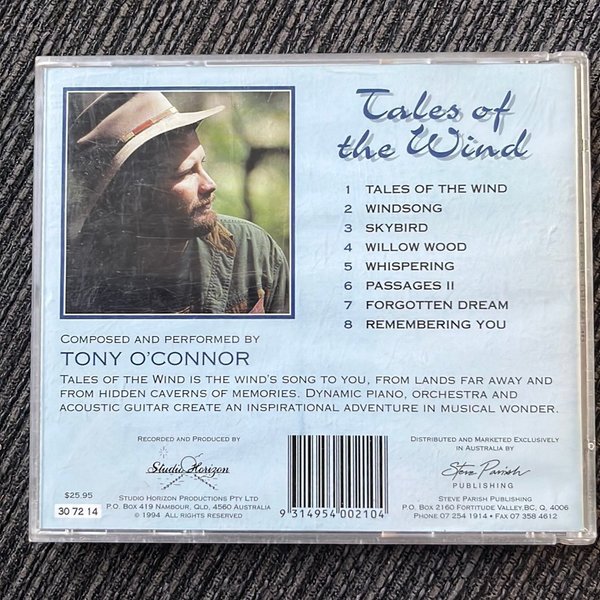 Tales of
the Wind
1 TALES OF THE WIND
2 WINDSONG
3 SKYBIRD
4 WILLOW WOOD
5 WHISPERING
6 PASSAGES II
7 FORGOTTEN DREAM
8 REMEMBERING YOU
COMPOSED AND PERFORMED BY
TONY O'CONNOR
TALES OF THE WIND IS THE WIND'S SONG TO YOU, FROM LANDS FAR AWAY AND
FROM HIDDEN CAVERNS OF MEMORIES. DYNAMIC PIANO, ORCHESTRA AND
ACOUSTIC GUITAR CREATE AN INSPIRATIONAL ADVENTURE IN MUSICAL WONDER.
RECORDED AND PRODUCED BY
Studio Horizon
STUDIO HORIZON PRODUCTIONS PTY LTD
P.O. BOX 419 NAMBOUR, QLD, 4560 AUSTRALIA
© 1994 ALL RIGHTS RESERVED
$25.95
30 72 14
9 314954 002104
DISTRIBUTED AND MARKETED EXCLUSIVELY
IN AUSTRALIA BY
Steve Parish
PUBLISHING
STEVE PARISH PUBLISHING
P.O. BOX 2160 FORTITUDE VALLEY.BC, Q. 4006
PHONE 07 254 1914 • FAX 07 358 4612